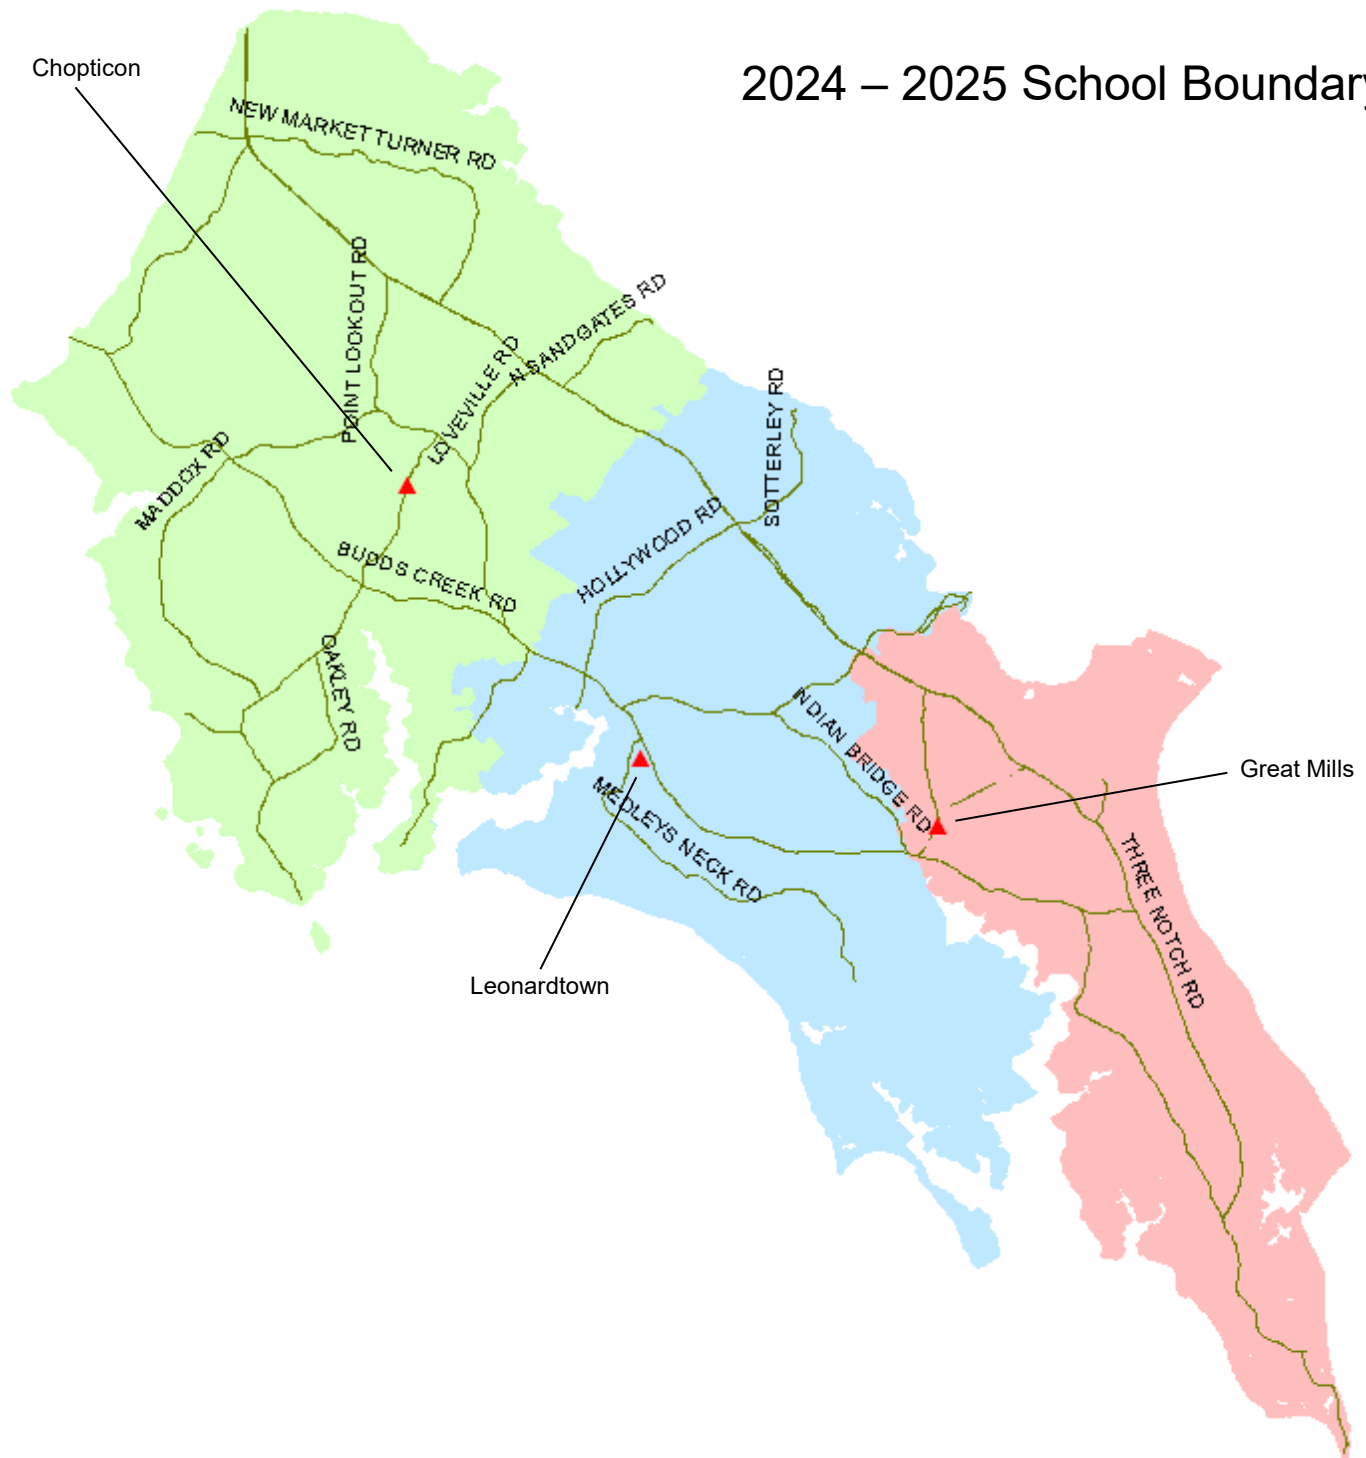 Chopticon
2024 – 2025 School Boundary
NEW MARKET TURNER RD
POINT LOOKOUT RD
LOVEVILLE RD
N SANDGATES RD
SOTTERLEY RD
MADDOX RD
HOLLYWOOD RD
BUDDS CREEK RD
OAKLEY RD
NDIAN BRIDGE RD
Great Mills
MEDLEYS NECK RD
THREE NOTCH RD
Leonardtown